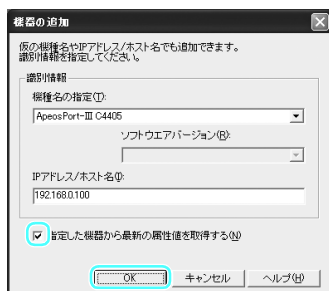 機器の追加
仮の機種名やIPアドレス/ホスト名でも追加できます。
識別情報を指定してください。
識別情報
機種名の指定(T):
ApeosPort-III C4405
ソフトウエアバージョン(R):
IPアドレス/ホスト名(I):
192.168.0.100
指定した機器から最新の属性値を取得する(N)
OK キャンセル ヘルプ(H)